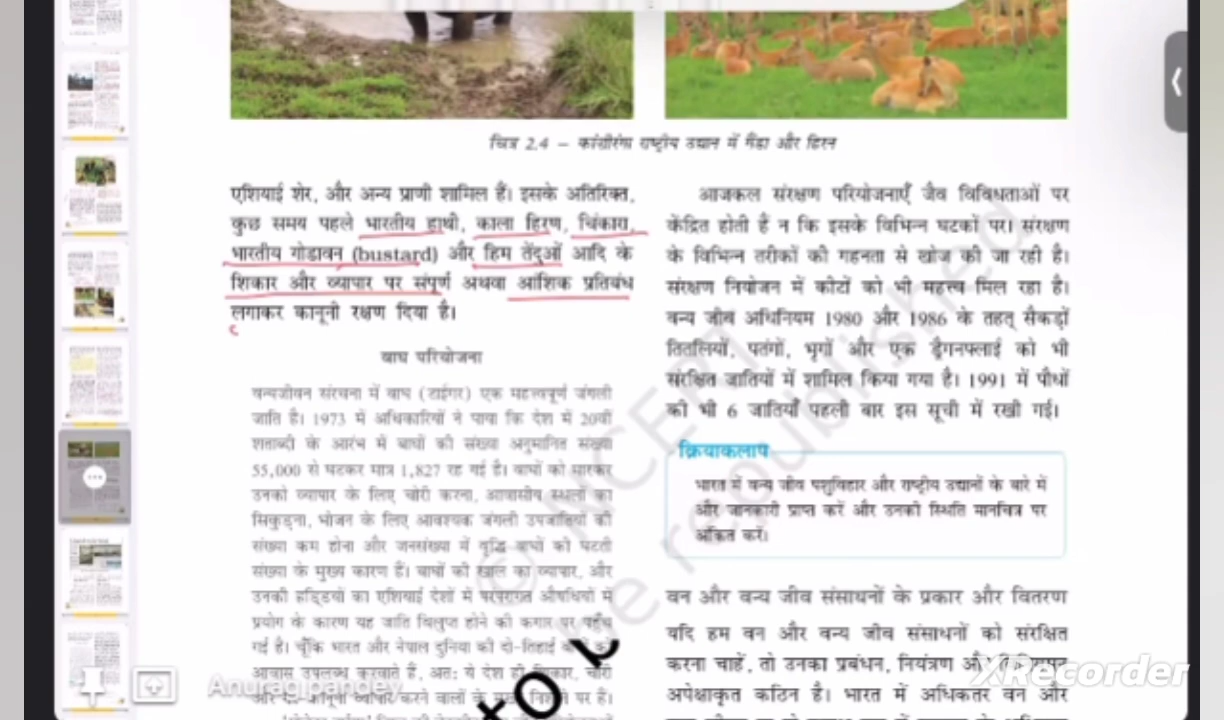 चित्र 2.4 – कांजीरंगा राष्ट्रीय उद्यान में गैंडा और हिरन
एशियाई शेर, और अन्य प्राणी शामिल हैं। इसके अतिरिक्त,
कुछ समय पहले भारतीय हाथी, काला हिरण, चिंकारा,
भारतीय गोडावन (bustard) और हिम तेंदुओं आदि के
शिकार और व्यापार पर संपूर्ण अथवा आंशिक प्रतिबंध
लगाकर कानूनी रक्षण दिया है।
बाघ परियोजना
वन्यजीवन संरचना में बाघ (टाईगर) एक महत्त्वपूर्ण जंगली
जाति है। 1973 में अधिकारियों ने पाया कि देश में 20वीं
शताब्दी के आरंभ में बाघों की संख्या अनुमानित संख्या
55,000 से घटकर मात्र 1,827 रह गई है। बाघों को मारकर
उनको व्यापार के लिए चोरी करना, आवासीय स्थलों का
सिकुड़ना, भोजन के लिए आवश्यक जंगली उपजातियों की
संख्या कम होना और जनसंख्या में वृद्धि बाघों की घटती
संख्या के मुख्य कारण हैं। बाघों की खाल का व्यापार, और
उनकी हड्डियों का एशियाई देशों में परंपरागत औषधियों में
प्रयोग के कारण यह जाति विलुप्त होने की कगार पर पहुँच
गई है। चूँकि भारत और नेपाल दुनिया की दो-तिहाई
आवास उपलब्ध करवाते हैं, अतः ये देश ही शिकार, चोरी
और गैर कानूनी व्यापार करने वालों के मुख्य निशाने पर हैं।
आजकल संरक्षण परियोजनाएँ जैव विविधताओं पर
केंद्रित होती हैं न कि इसके विभिन्न घटकों पर। संरक्षण
के विभिन्न तरीकों की गहनता से खोज की जा रही है।
संरक्षण नियोजन में कीटों को भी महत्त्व मिल रहा है।
वन्य जीव अधिनियम 1980 और 1986 के तहत् सैकड़ों
तितलियों, पतंगों, भृंगों और एक ड्रैगनफ्लाई को भी
संरक्षित जातियों में शामिल किया गया है। 1991 में पौधों
की भी 6 जातियाँ पहली बार इस सूची में रखी गईं।
क्रियाकलाप
भारत में वन्य जीव पशुविहार और राष्ट्रीय उद्यानों के बारे में
और जानकारी प्राप्त करें और उनकी स्थिति मानचित्र पर
अंकित करें।
वन और वन्य जीव संसाधनों के प्रकार और वितरण
यदि हम वन और वन्य जीव संसाधनों को संरक्षित
करना चाहें, तो उनका प्रबंधन, नियंत्रण और
अपेक्षाकृत कठिन है। भारत में अधिकतर वन और
© NCERT
be republished
Anuragipandey
XRecorder